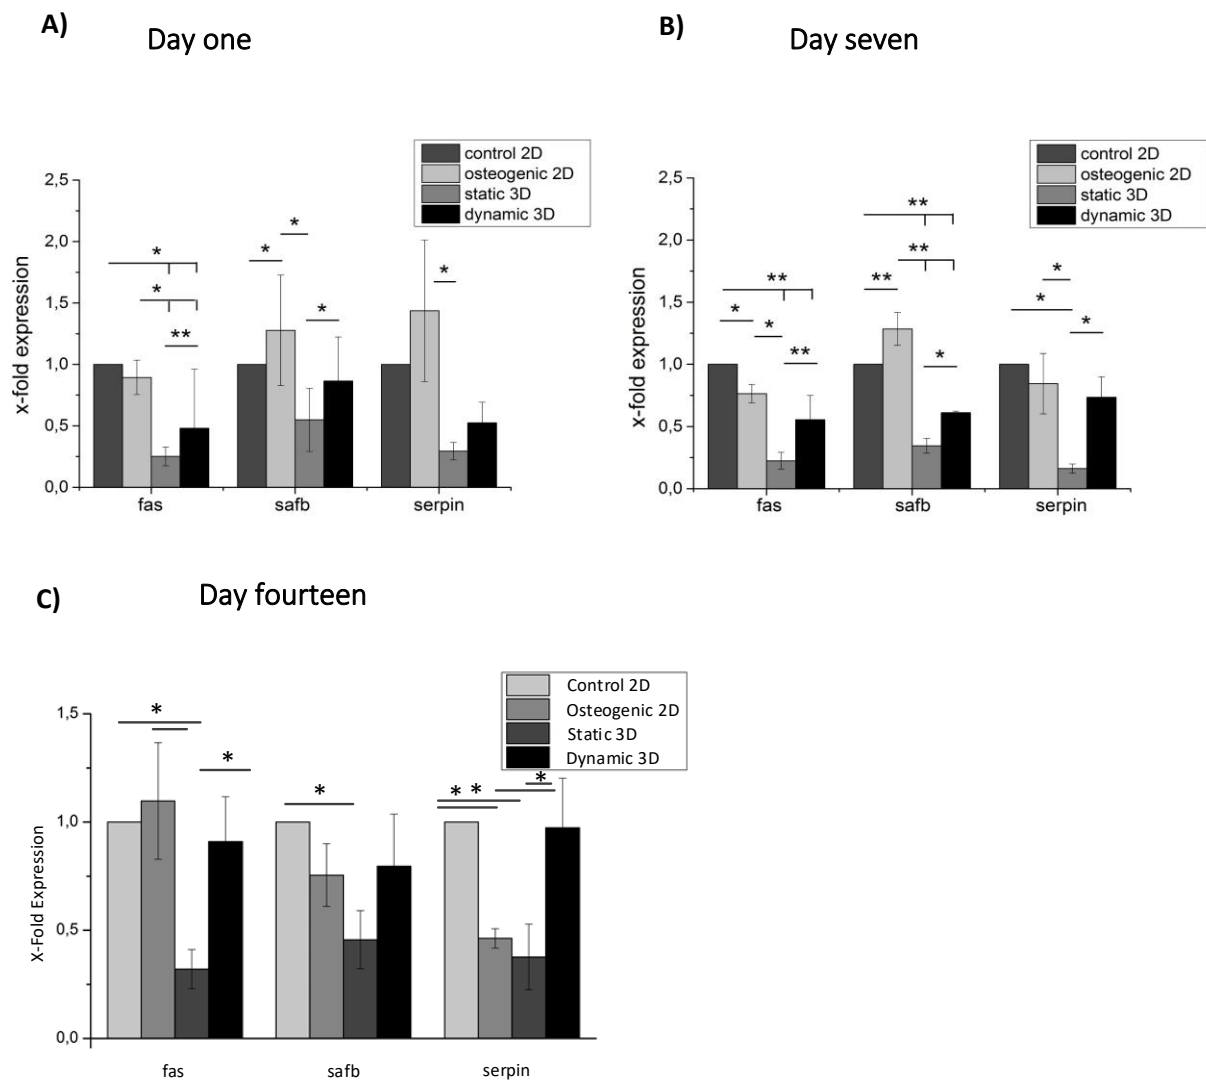 A)
Day one
control 2D
osteogenic 2D
static 3D
dynamic 3D
x-fold expression
2,5
2,0
1,5
1,0
0,5
0,0
*
*
**
*
*
*
*
fas
safb
serpin
B)
Day seven
control 2D
osteogenic 2D
static 3D
dynamic 3D
x-fold expression
2,5
2,0
1,5
1,0
0,5
0,0
**
*
*
**
**
**
**
*
*
*
*
fas
safb
serpin
C)
Day fourteen
Control 2D
Osteogenic 2D
Static 3D
Dynamic 3D
X-Fold Expression
1,5
1,0
0,5
0,0
*
*
*
* *
*
fas
safb
serpin